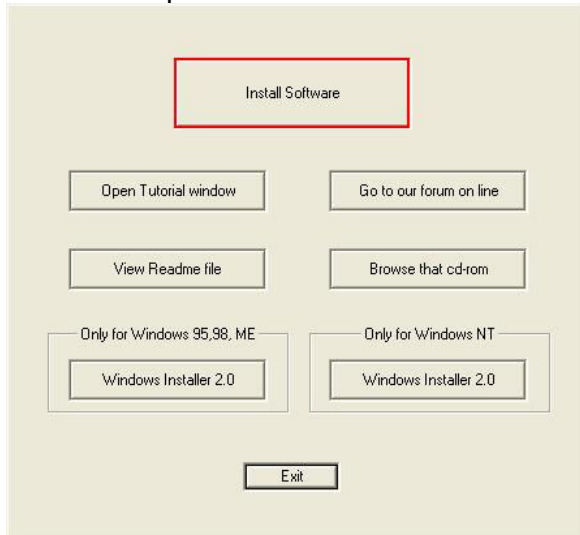 Install Software
Open Tutorial window
Go to our forum on line
View Readme file
Browse that cd-rom
Only for Windows 95,98, ME
Only for Windows NT
Windows Installer 2.0
Windows Installer 2.0
Exit